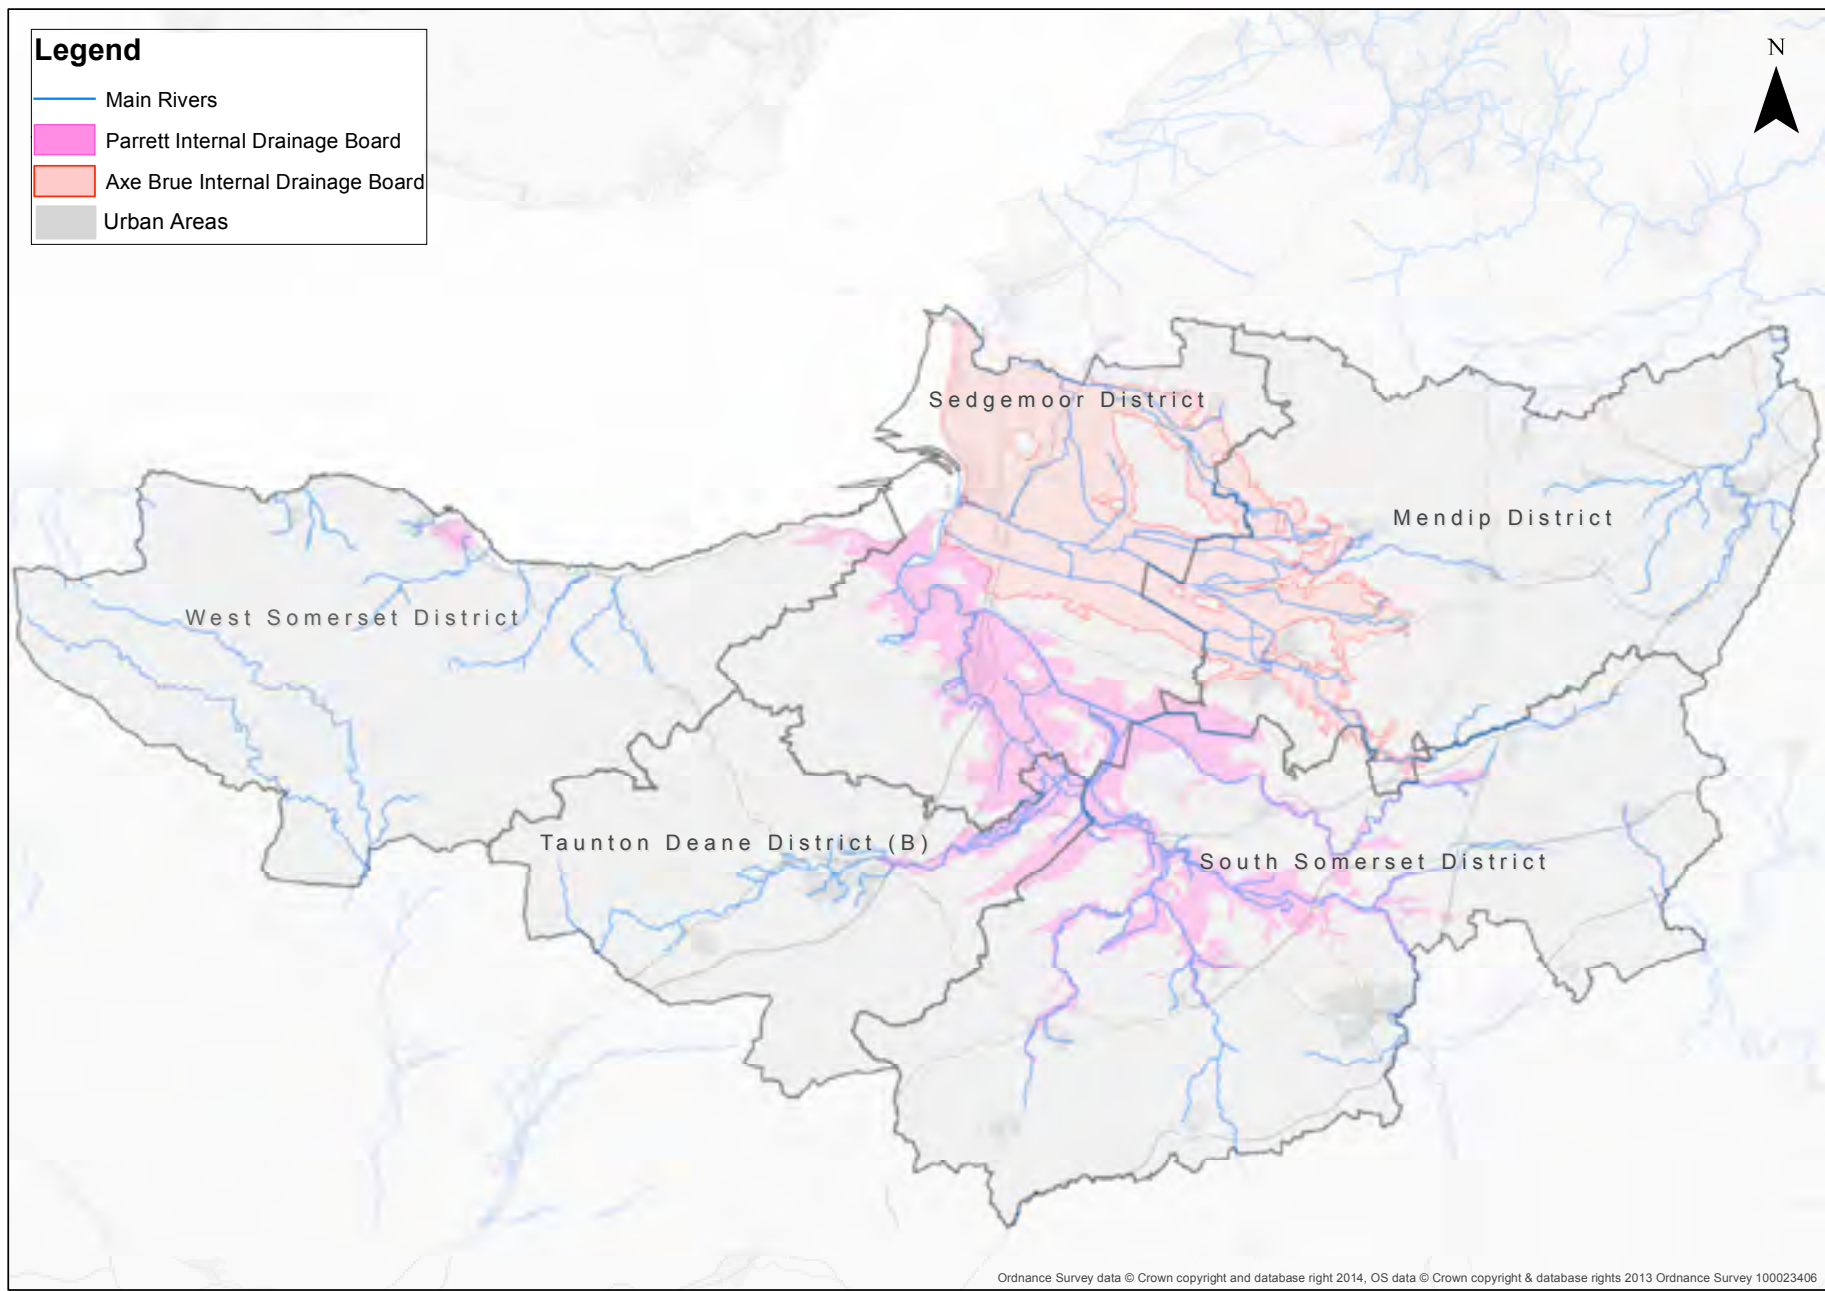 Legend
Main Rivers
Parrett Internal Drainage Board
Axe Brue Internal Drainage Board
Urban Areas
N
Sedgemoor District
Mendip District
West Somerset District
Taunton Deane District (B)
South Somerset District
Ordnance Survey data © Crown copyright and database right 2014, OS data © Crown copyright & database rights 2013 Ordnance Survey 100023406